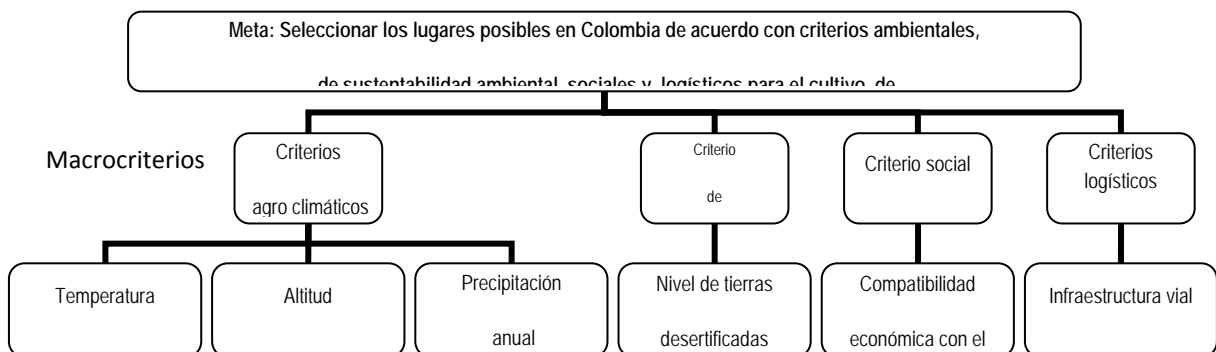 Meta: Seleccionar los lugares posibles en Colombia de acuerdo con criterios ambientales,
de sustentabilidad ambiental, sociales y logísticos para el cultivo de
Macrocriterios
Criterios
agro climáticos
Criterio
de
Criterio social
Criterios
logísticos
Temperatura
Altitud
Precipitación
anual
Nivel de tierras
desertificadas
Compatibilidad
económica con el
Infraestructura vial